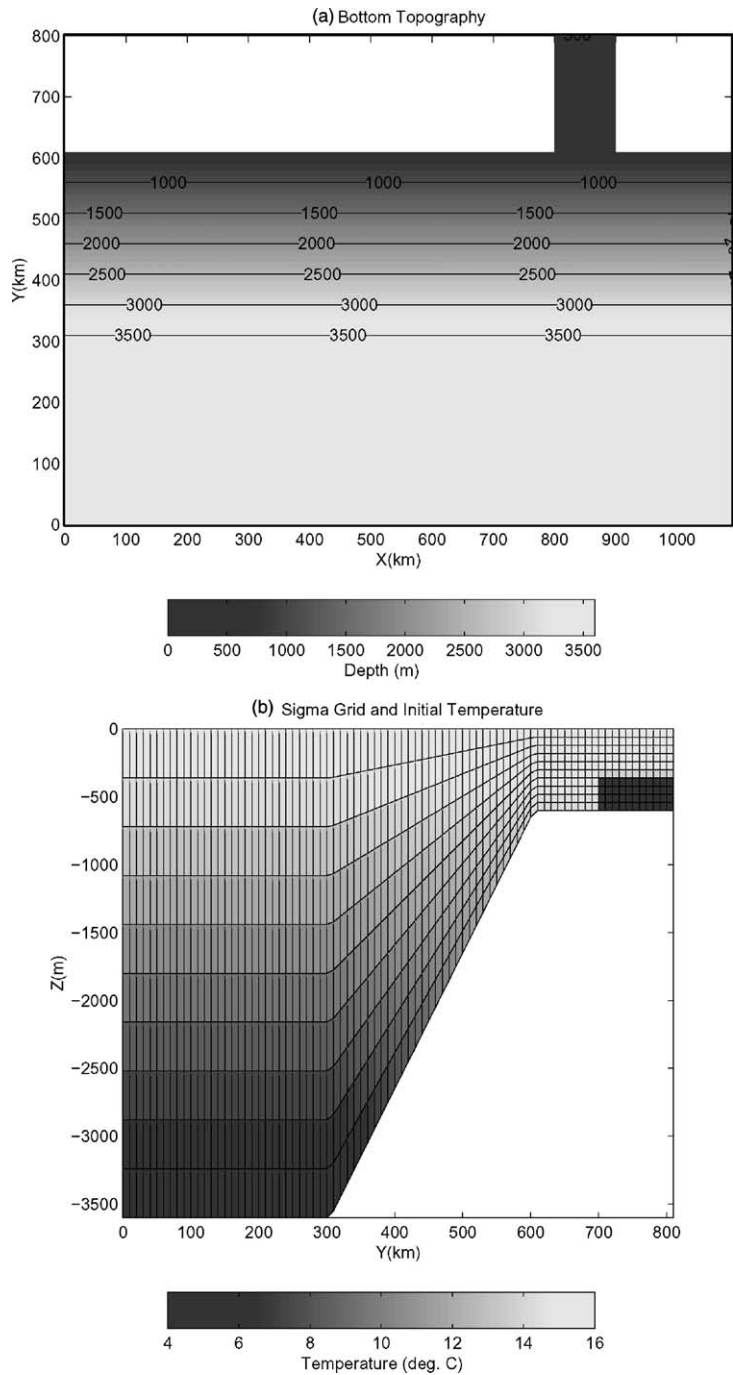 (a) Bottom Topography
800
700
600
500
400
300
200
100
0
Y(km)
1000 1000 1000
1500 1500 1500
2000 2000 2000
2500 2500 2500
3000 3000 3000
3500 3500 3500
0 100 200 300 400 500 600 700 800 900 1000
X(km)
0 500 1000 1500 2000 2500 3000 3500
Depth (m)
(b) Sigma Grid and Initial Temperature
0
−500
−1000
−1500
−2000
−2500
−3000
−3500
Z(m)
0 100 200 300 400 500 600 700 800
Y(km)
4 6 8 10 12 14 16
Temperature (deg. C)